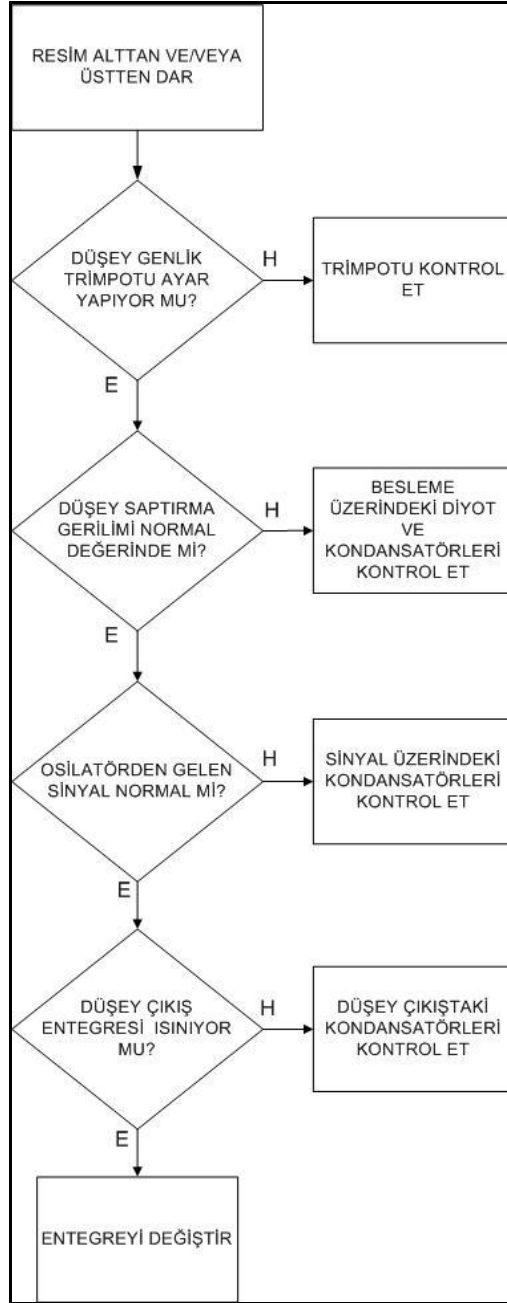 RESİM ALTTAN VE/VEYA
ÜSTTEN DAR
DÜŞEY GENLİK
TRİMPOTU AYAR
YAPIYOR MU?
H
TRİMPOTU KONTROL
ET
E
DÜŞEY SAPTIRMA
GERİLİMİ NORMAL
DEĞERİNDE Mİ?
H
BESLEME
ÜZERİNDEKİ DİYOT
VE
KONDANSATÖRLERİ
KONTROL ET
E
OSİLATÖRDEN GELEN
SİNYAL NORMAL Mİ?
H
SİNYAL ÜZERİNDEKİ
KONDANSATÖRLERİ
KONTROL ET
E
DÜŞEY ÇIKIŞ
ENTEGRESİ ISINIYOR
MU?
H
DÜŞEY ÇIKIŞTAKİ
KONDANSATÖRLERİ
KONTROL ET
E
ENTEGREYİ DEĞİŞTİR